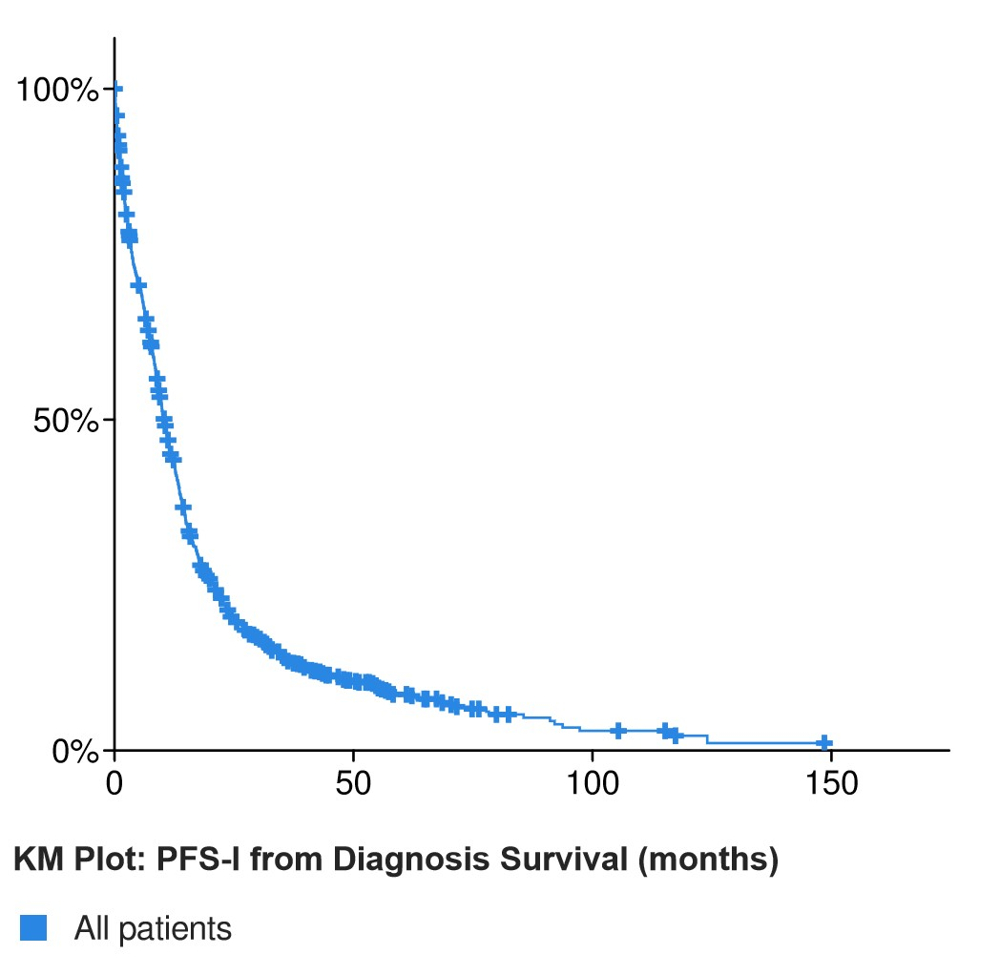 100%
50%
0%
0 50 100 150
KM Plot: PFS-I from Diagnosis Survival (months)
All patients